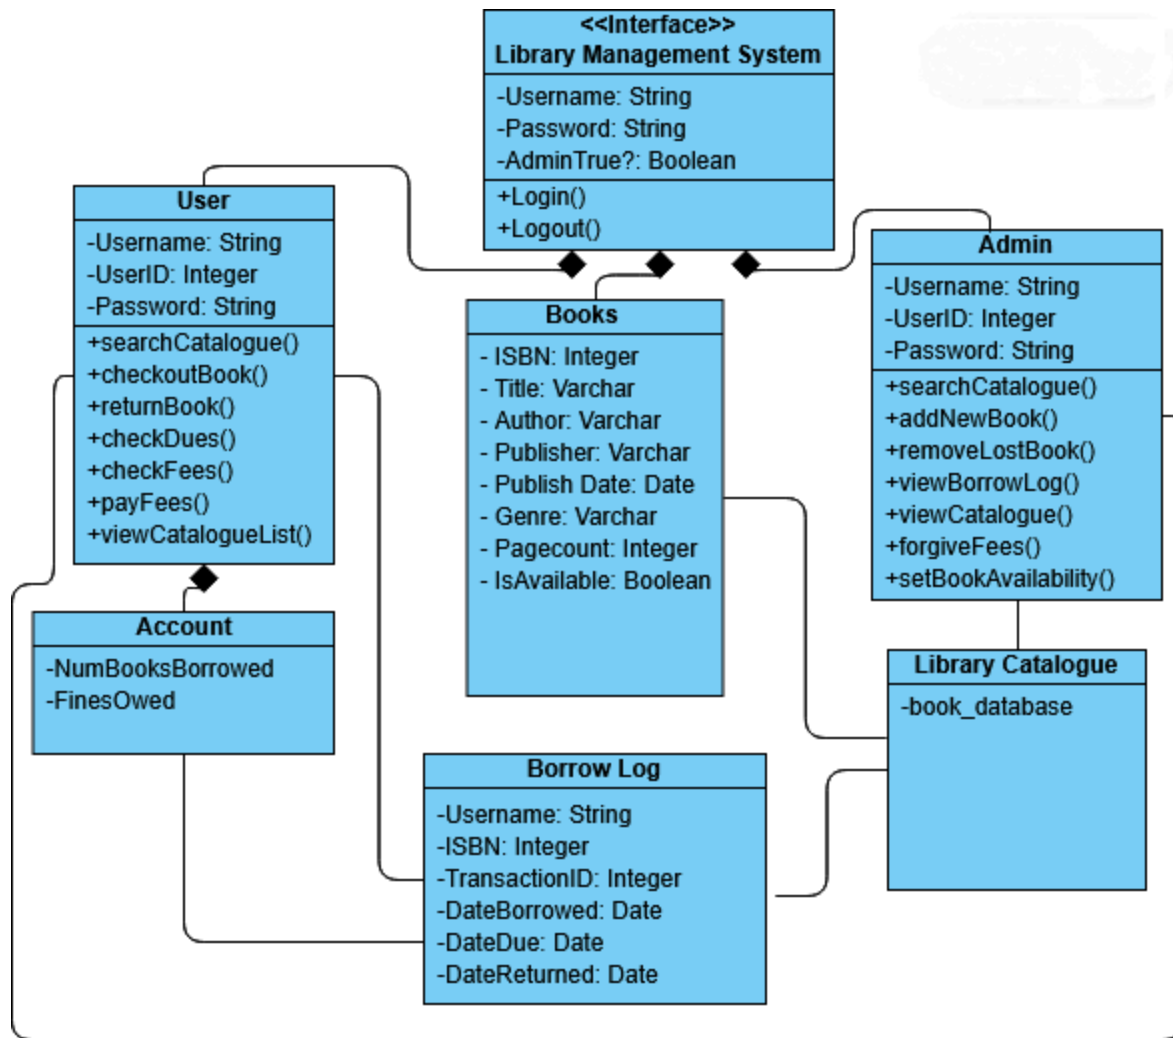 <<Interface>>
Library Management System
-Username: String
-Password: String
-AdminTrue?: Boolean
+Login()
+Logout()
User
-Username: String
-UserID: Integer
-Password: String
+searchCatalogue()
+checkoutBook()
+returnBook()
+checkDues()
+checkFees()
+payFees()
+viewCatalogueList()
Books
- ISBN: Integer
- Title: Varchar
- Author: Varchar
- Publisher: Varchar
- Publish Date: Date
- Genre: Varchar
- Pagecount: Integer
- IsAvailable: Boolean
Admin
-Username: String
-UserID: Integer
-Password: String
+searchCatalogue()
+addNewBook()
+removeLostBook()
+viewBorrowLog()
+viewCatalogue()
+forgiveFees()
+setBookAvailability()
Account
-NumBooksBorrowed
-FinesOwed
Library Catalogue
-book_database
Borrow Log
-Username: String
-ISBN: Integer
-TransactionID: Integer
-DateBorrowed: Date
-DateDue: Date
-DateReturned: Date